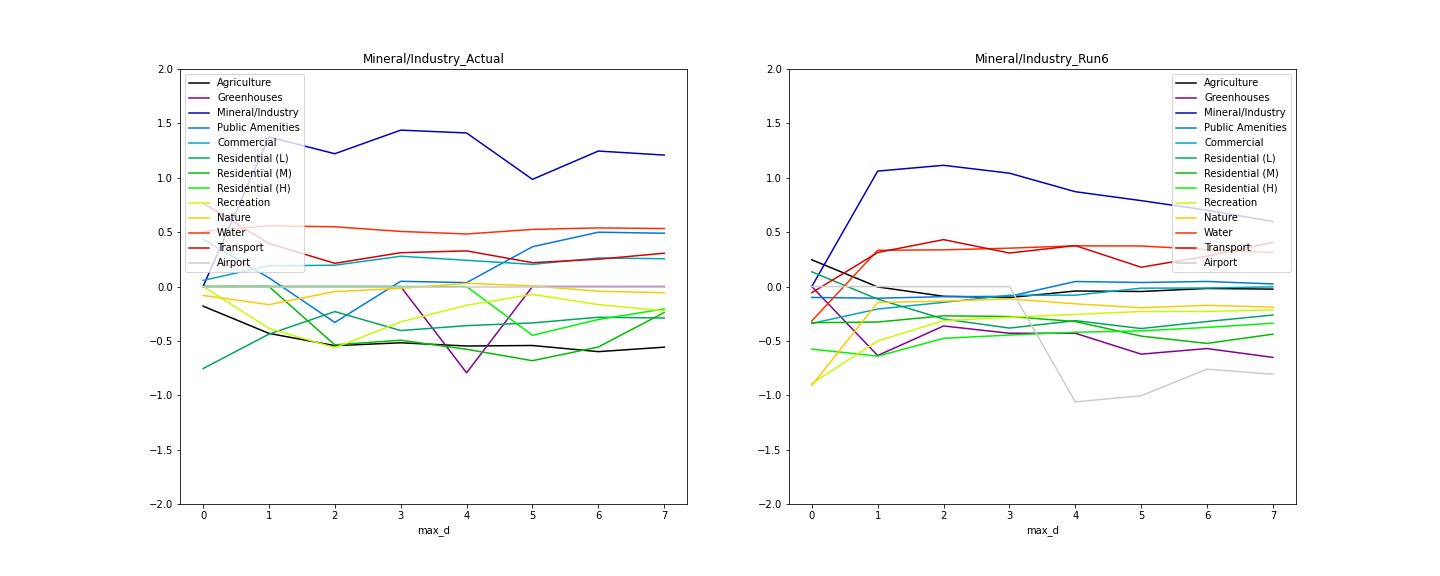 Mineral/Industry_Actual
2.0
1.5
1.0
0.5
0.0
−0.5
−1.0
−1.5
−2.0
Agriculture
Greenhouses
Mineral/Industry
Public Amenities
Commercial
Residential (L)
Residential (M)
Residential (H)
Recreation
Nature
Water
Transport
Airport
0 1 2 3 4 5 6 7
max_d
Mineral/Industry_Run6
2.0
1.5
1.0
0.5
0.0
−0.5
−1.0
−1.5
−2.0
Agriculture
Greenhouses
Mineral/Industry
Public Amenities
Commercial
Residential (L)
Residential (M)
Residential (H)
Recreation
Nature
Water
Transport
Airport
0 1 2 3 4 5 6 7
max_d